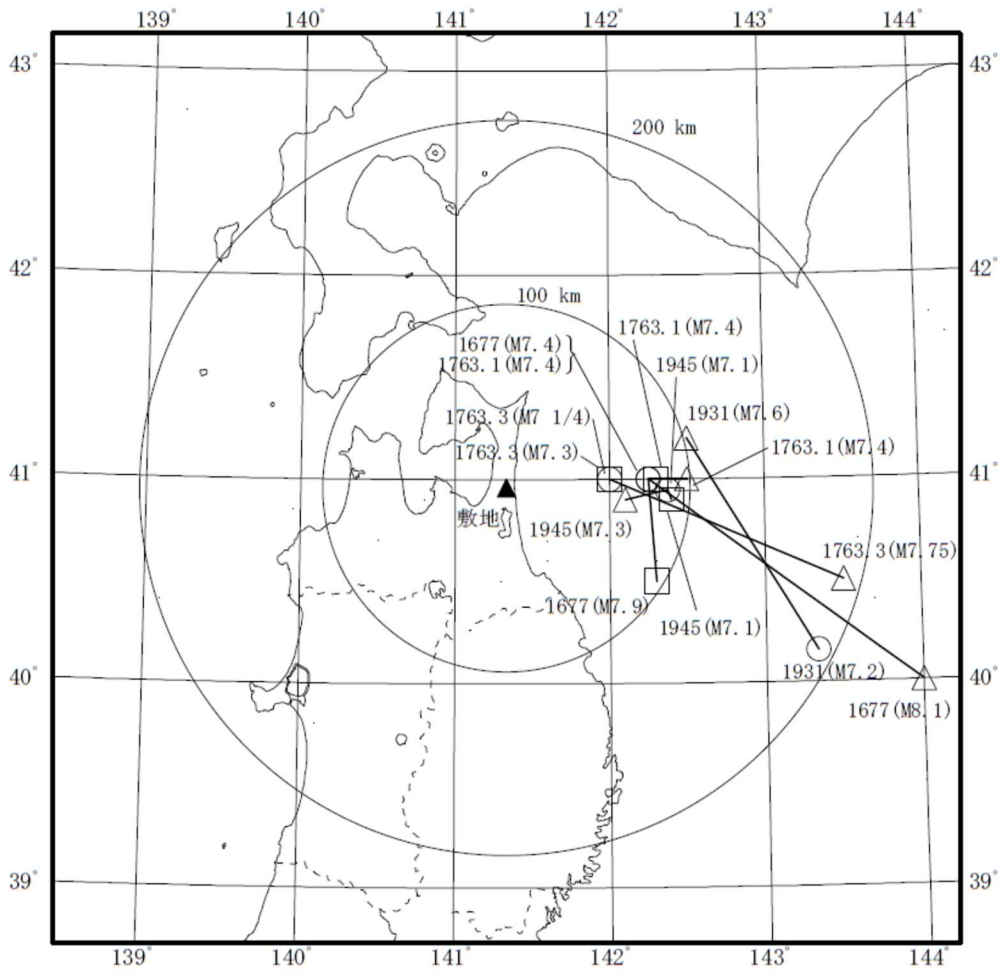 139° 140° 141° 142° 143° 144°
43° 43°
200 km
42° 42°
100 km
1763.1(M7.4)
1677(M7.4)
1763.1(M7.4)
1945(M7.1)
1931(M7.6)
1763.3(M7 1/4)
1763.1(M7.4)
1763.3(M7.3)
41° 41°
敷地
1945(M7.3)
1763.3(M7.75)
1677(M7.9)
1945(M7.1)
1931(M7.2)
40° 40°
1677(M8.1)
39° 39°
139° 140° 141° 142° 143° 144°